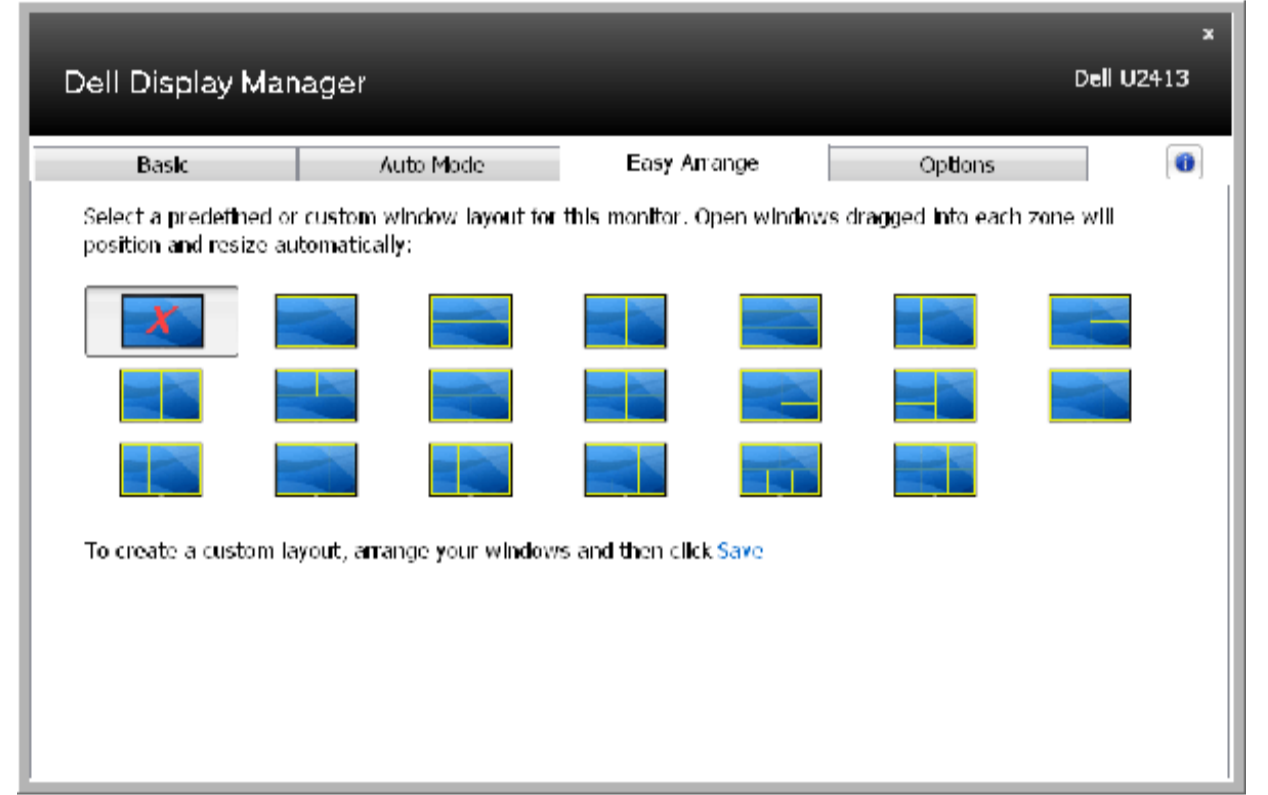 x
Dell Display Manager
Dell U2413
Basic
Auto Mode
Easy Arrange
Options
Select a predefined or custom window layout for this monitor. Open windows dragged into each zone will
position and resize automatically:
X
To create a custom layout, arrange your windows and then click Save